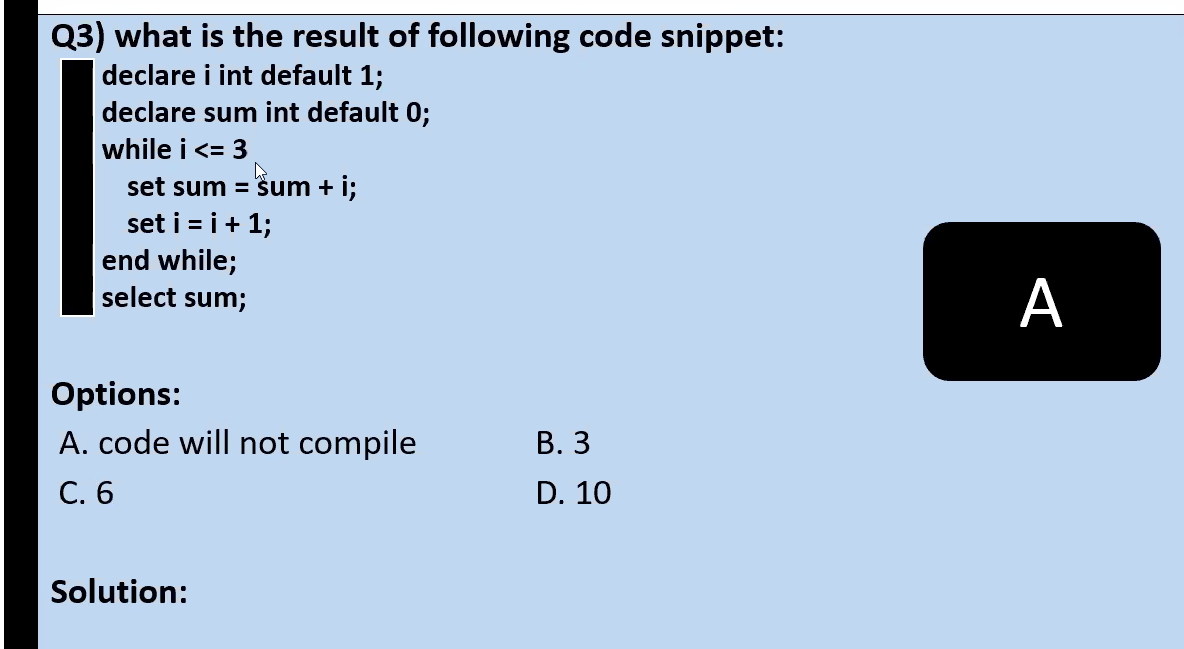 Q3) what is the result of following code snippet:
declare i int default 1;
declare sum int default 0;
while i <= 3
set sum = sum + i;
set i = i + 1;
end while;
select sum;
A
Options:
A. code will not compile
B. 3
C. 6
D. 10
Solution: